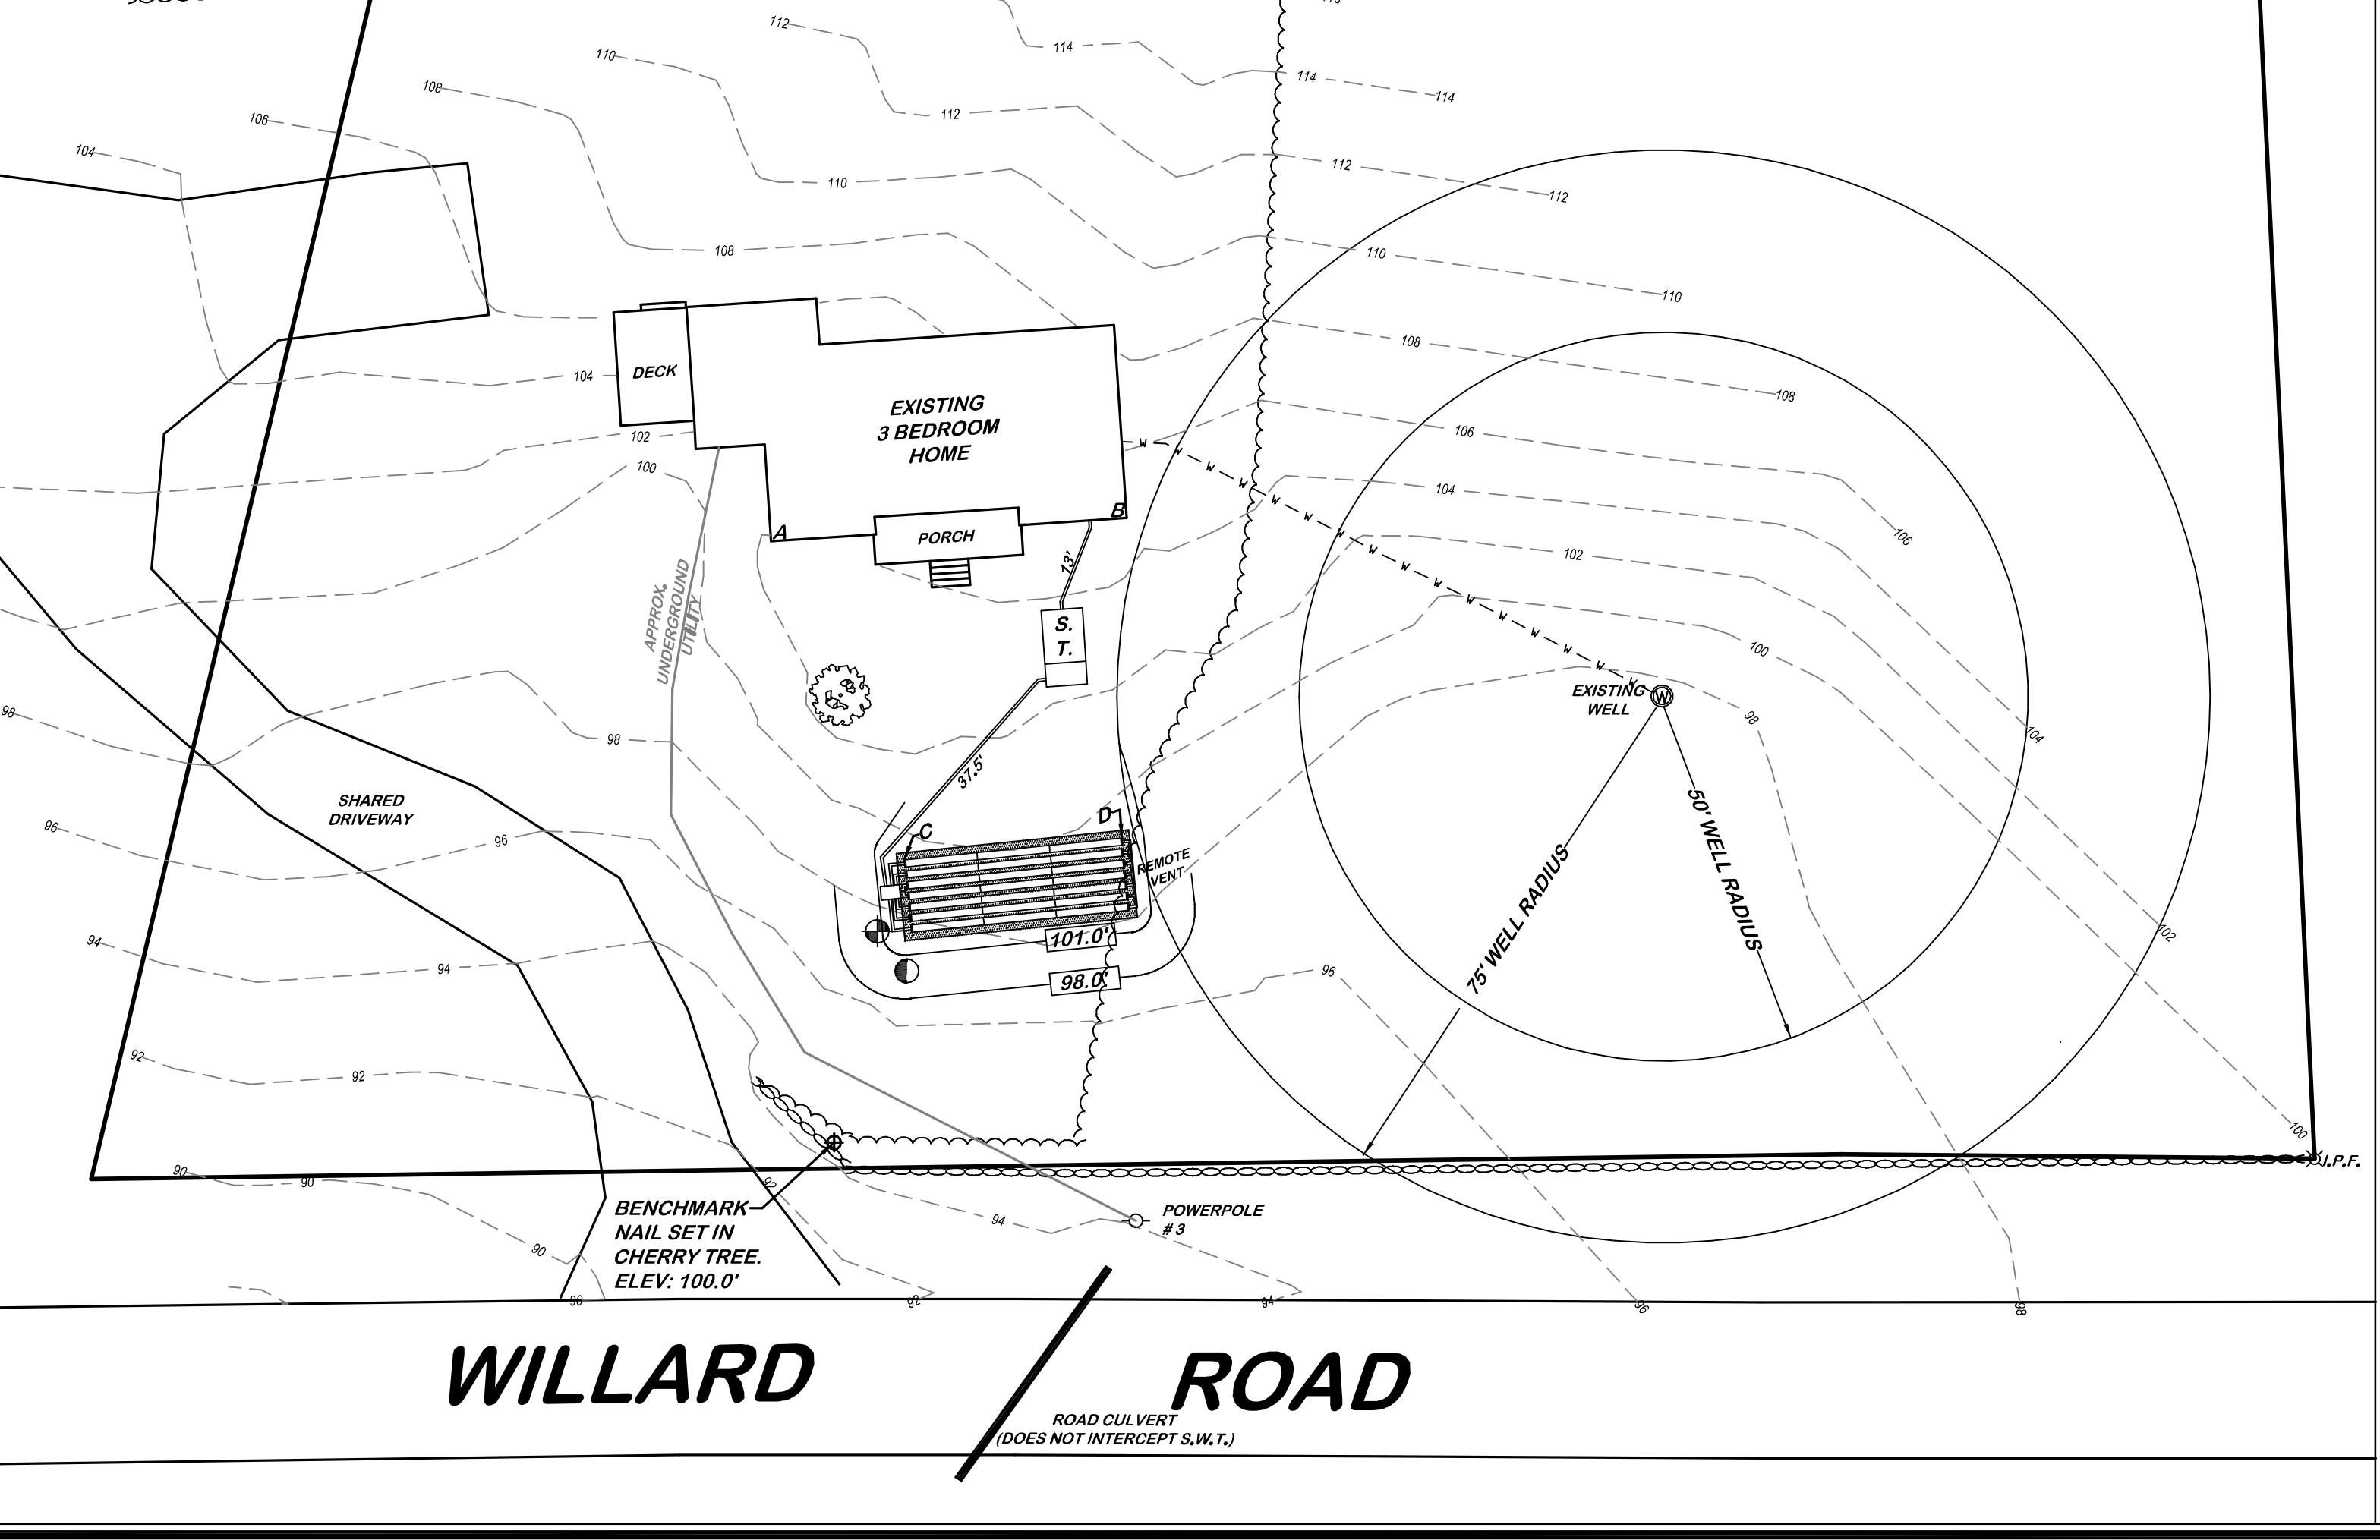 112
114
110
114
108
114
106
112
104
112
112
110
110
108
110
108
108
104
DECK
EXISTING
3 BEDROOM
HOME
106
102
100
W W W W W W W W W W W W W W W W
104
106
A
B
PORCH
102
13'
APPROX.
UNDERGROUND
UTILITY
S.
T.
100
98
98
EXISTING
WELL
W
98
104
37.5'
SHARED
DRIVEWAY
96
96
C
D
REMOTE
VENT
75' WELL RADIUS
50' WELL RADIUS
94
94
101.0'
98.0'
96
102
92
92
100
I.P.F.
90
90
92
BENCHMARK
NAIL SET IN
CHERRY TREE.
ELEV: 100.0'
90
94
POWERPOLE
#3
92
94
96
98
WILLARD ROAD
ROAD CULVERT
(DOES NOT INTERCEPT S.W.T.)